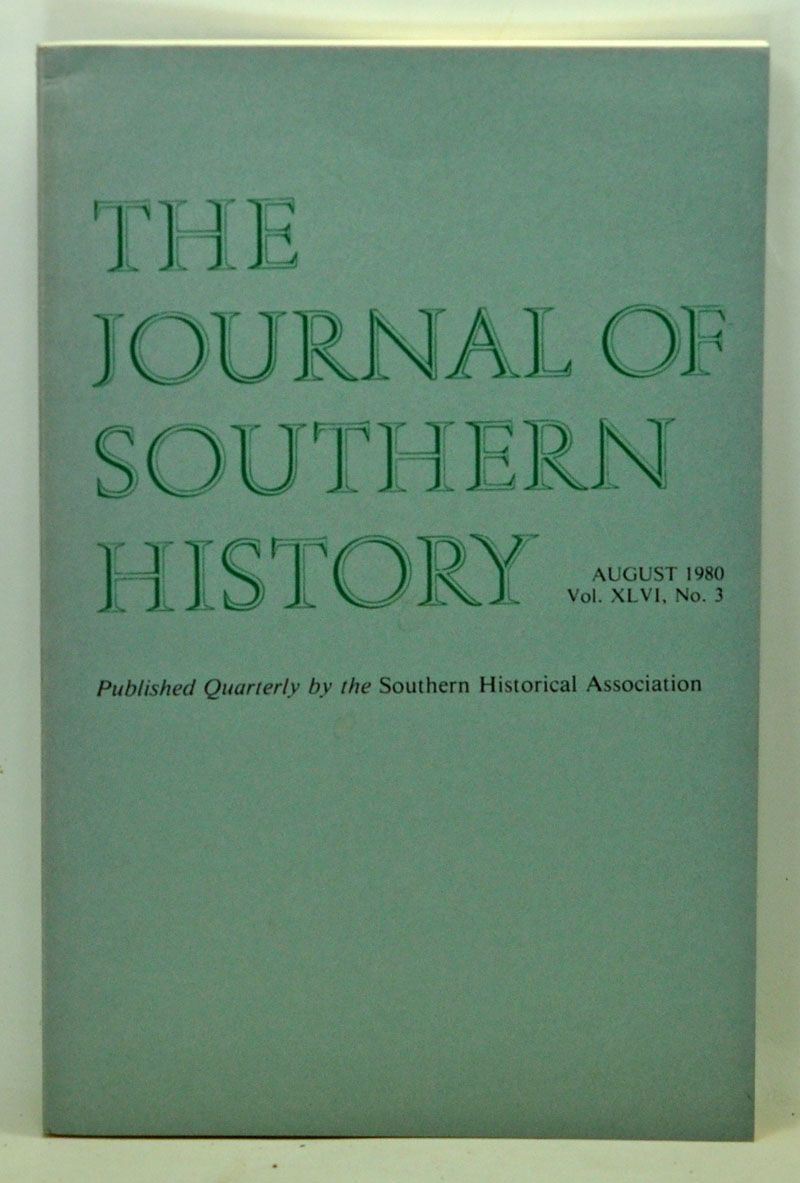 THE
JOURNAL OF
SOUTHERN
HISTORY
AUGUST 1980
Vol. XLVI, No. 3
Published Quarterly by the Southern Historical Association